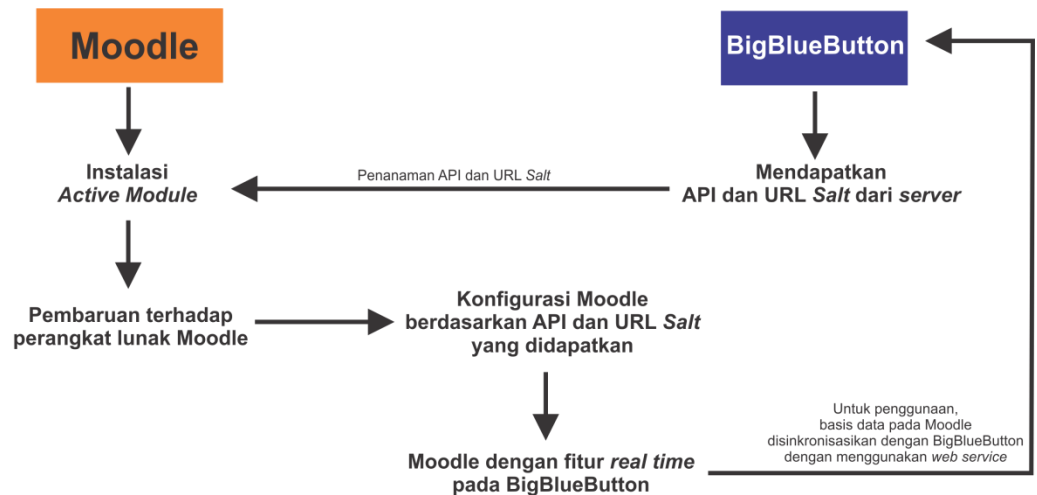 Moodle
BigBlueButton
Instalasi
Active Module
Penanaman API dan URL Salt
Mendapatkan
API dan URL Salt dari server
Pembaruan terhadap
perangkat lunak Moodle
Konfigurasi Moodle
berdasarkan API dan URL Salt
yang didapatkan
Untuk penggunaan,
basis data pada Moodle
disinkronisasikan dengan BigBlueButton
dengan menggunakan web service
Moodle dengan fitur real time
pada BigBlueButton